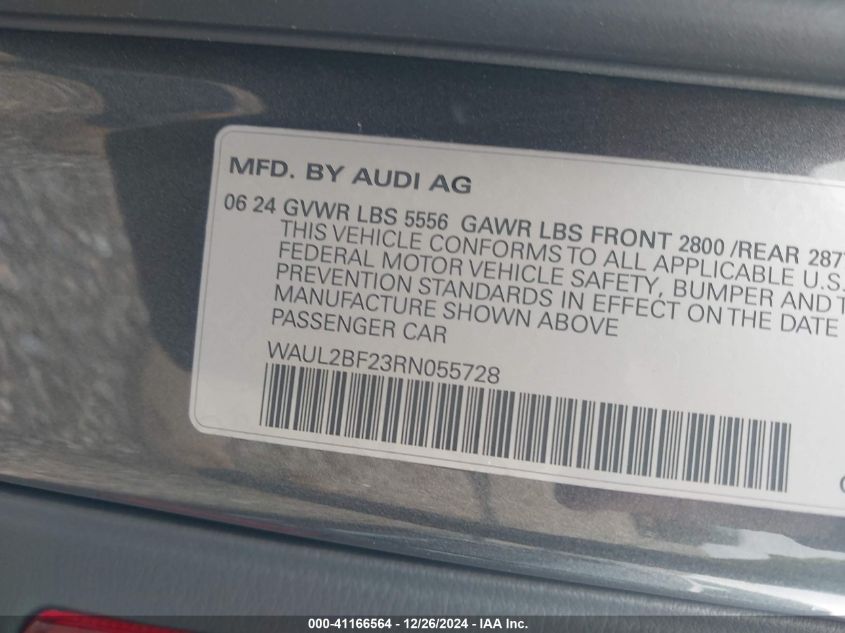 MFD. BY AUDI AG
06 24 GVWR LBS 5556 GAWR LBS FRONT 2800 /REAR
THIS VEHICLE CONFORMS TO ALL APPLICABLE U.S.
FEDERAL MOTOR VEHICLE SAFETY, BUMPER AND
PREVENTION STANDARDS IN EFFECT ON THE DATE
MANUFACTURE SHOWN ABOVE
PASSENGER CAR
WAUL2BF23RN055728
000-41166564 - 12/26/2024 - IAA Inc.